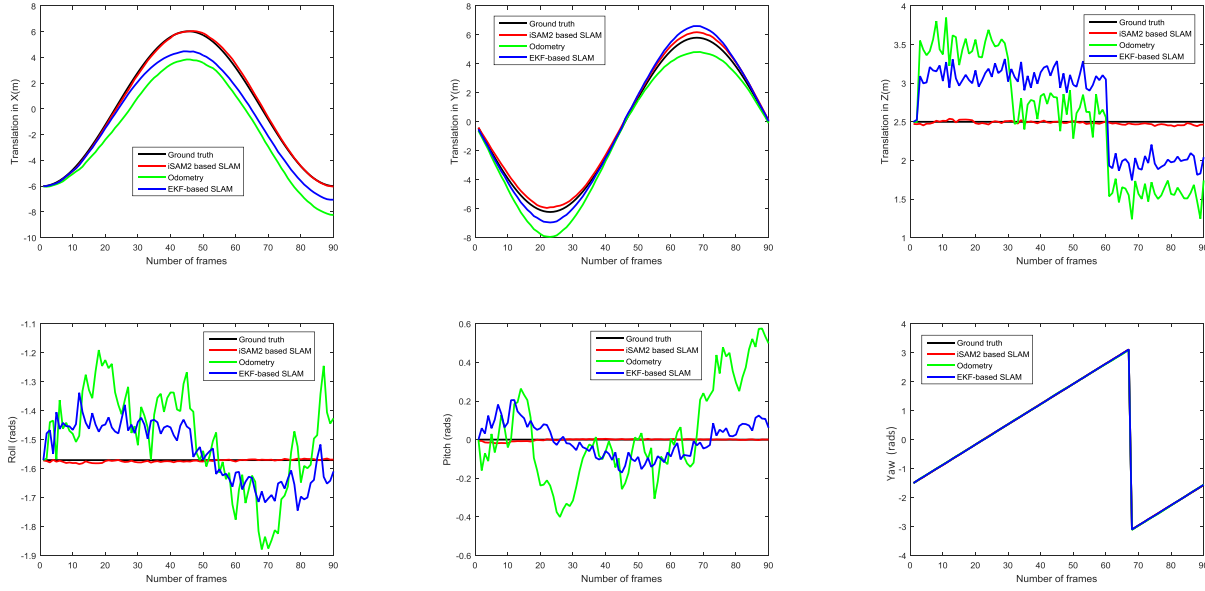 8
6
4
2
0
-2
-4
-6
-8
-10
Translation in X(m)
Ground truth
iSAM2 based SLAM
Odometry
EKF-based SLAM
0 10 20 30 40 50 60 70 80 90
Number of frames
8
6
4
2
0
-2
-4
-6
-8
Translation in Y(m)
Ground truth
iSAM2 based SLAM
Odometry
EKF-based SLAM
0 10 20 30 40 50 60 70 80 90
Number of frames
4
3.5
3
2.5
2
1.5
1
Translation in Z(m)
Ground truth
iSAM2 based SLAM
Odometry
EKF-based SLAM
0 10 20 30 40 50 60 70 80 90
Number of frames
-1.1
-1.2
-1.3
-1.4
-1.5
-1.6
-1.7
-1.8
-1.9
Roll (rads)
Ground truth
iSAM2 based SLAM
Odometry
EKF-based SLAM
0 10 20 30 40 50 60 70 80 90
Number of frames
0.6
0.4
0.2
0
-0.2
-0.4
-0.6
Pitch (rads)
Ground truth
iSAM2 based SLAM
Odometry
EKF-based SLAM
0 10 20 30 40 50 60 70 80 90
Number of frames
4
3
2
1
0
-1
-2
-3
-4
Yaw (rads)
Ground truth
iSAM2 based SLAM
Odometry
EKF-based SLAM
0 10 20 30 40 50 60 70 80 90
Number of frames